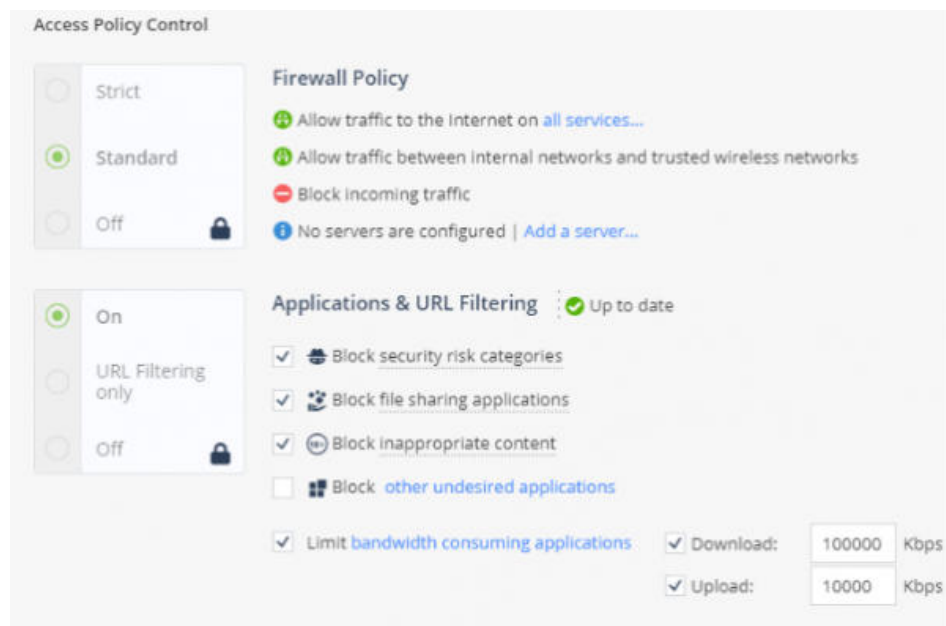 Access Policy Control
Strict
Standard
Off
Firewall Policy
Allow traffic to the Internet on all services...
Allow traffic between internal networks and trusted wireless networks
Block incoming traffic
No servers are configured | Add a server...
On
URL Filtering
only
Off
Applications & URL Filtering Up to date
Block security risk categories
Block file sharing applications
18+ Block inappropriate content
Block other undesired applications
Limit bandwidth consuming applications Download: 100000 Kbps
Upload: 10000 Kbps